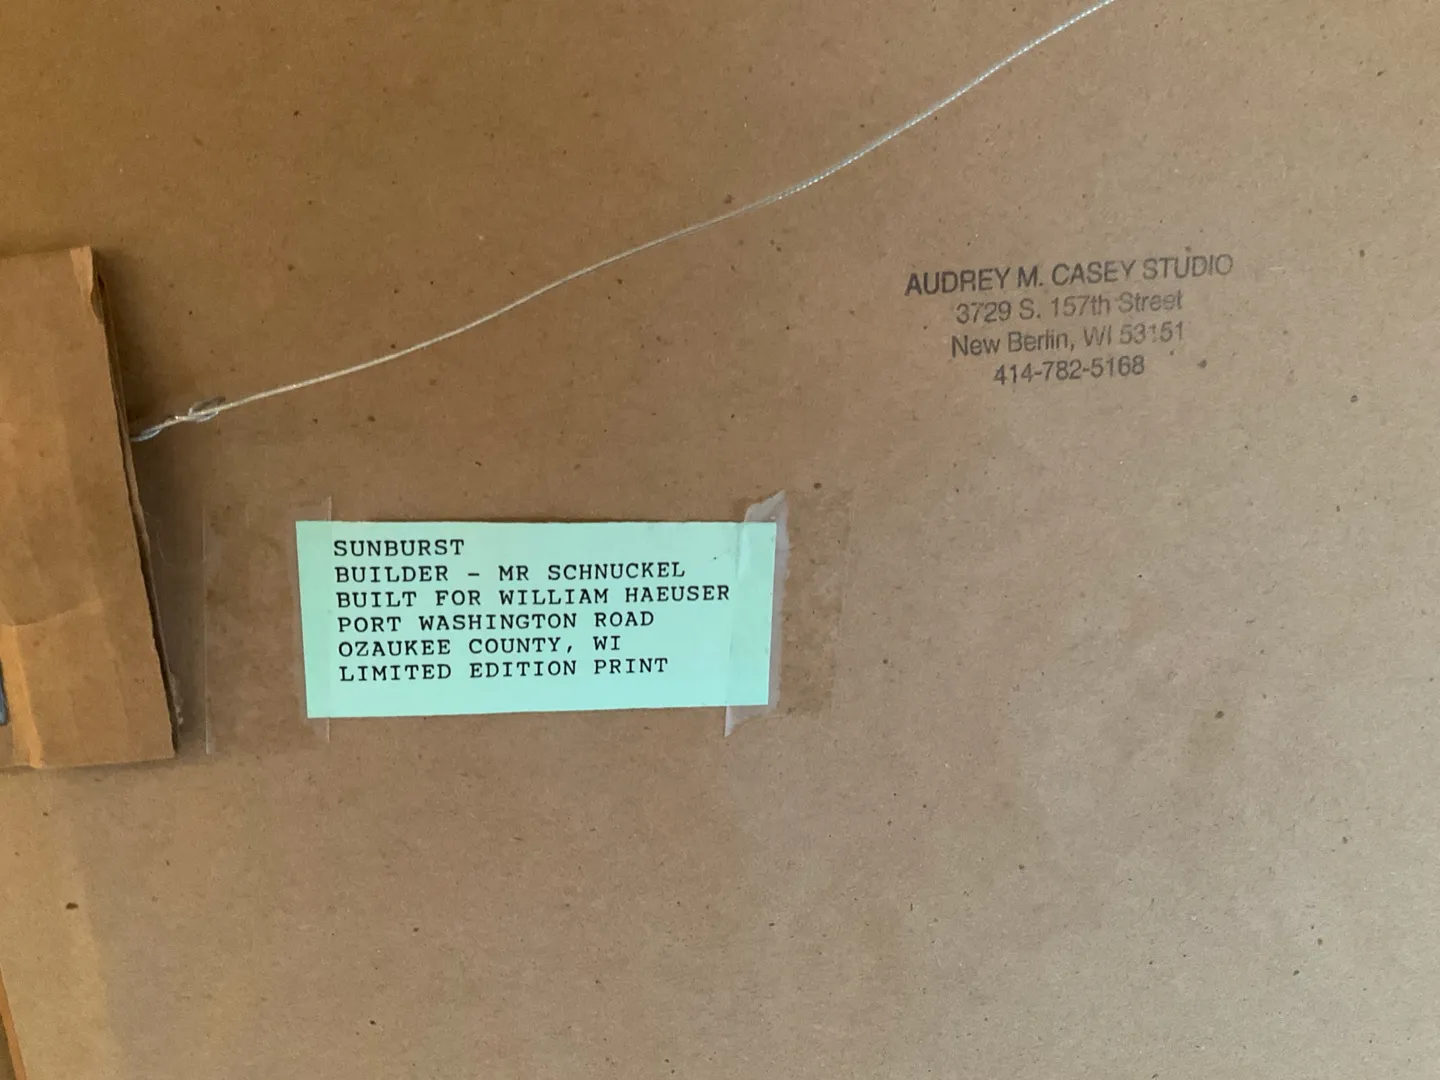 AUDREY M. CASEY STUDIO
3729 S. 157th Street
New Berlin, WI 53151
414-782-5168
SUNBURST
BUILDER - MR SCHNUCKEL
BUILT FOR WILLIAM HAEUSER
PORT WASHINGTON ROAD
OZAUKEE COUNTY, WI
LIMITED EDITION PRINT